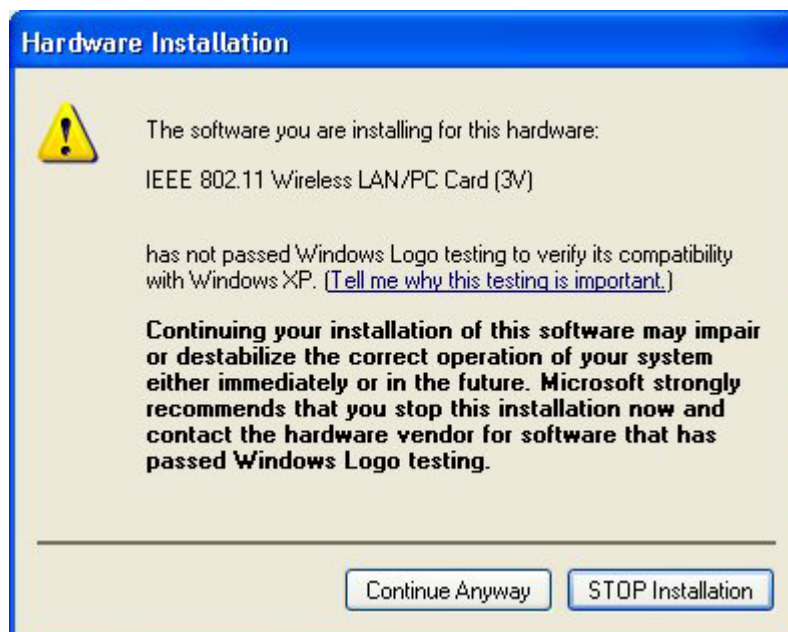 Hardware Installation
The software you are installing for this hardware:
IEEE 802.11 Wireless LAN/PC Card (3V)
has not passed Windows Logo testing to verify its compatibility
with Windows XP. (Tell me why this testing is important.)
Continuing your installation of this software may impair
or destabilize the correct operation of your system
either immediately or in the future. Microsoft strongly
recommends that you stop this installation now and
contact the hardware vendor for software that has
passed Windows Logo testing.
Continue Anyway
STOP Installation